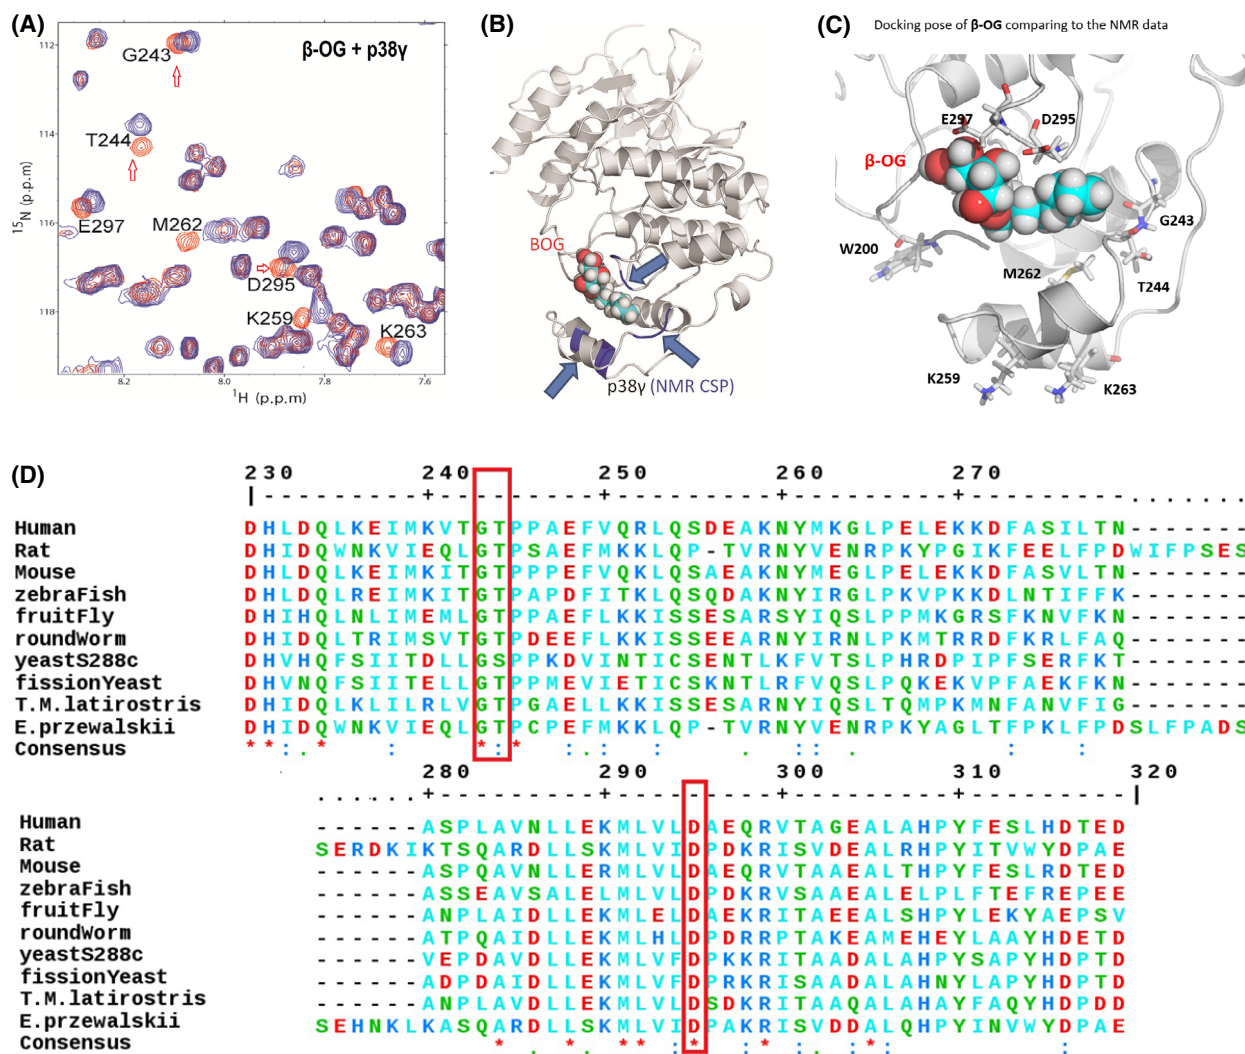 (A)
β-OG + p38γ
G243
T244
E297
M262
D295
K259
K263
112
114
116
118
15N (p.p.m)
8.2
8.0
7.8
7.6
1H (p.p.m)
(B)
BOG
p38γ (NMR CSP)
(C)
Docking pose of β-OG comparing to the NMR data
E297
D295
β-OG
G243
W200
M262
T244
K259
K263
(D)
230 240 250 260 270
|---------+---------+---------+---------+---------.......
Human DHLDQLKEIMKVTGTPPAEFVQRLQSDEAKNYMKGLPELEKKDFASILTN-------
Rat DHIDQWNKVIEQLGTPSAEFMKKLQP-TVRNYVENRPKYPGIKFEELFPDWIFPSES
Mouse DHLDQLKEIMKITGTPPPEFVQKLQSAEAKNYMEGLPELEKKDFASVLTN-------
zebraFish DHLDQLREIMKITGTPAPDFITKLQSQDAKNYIRGLPKVPKKDLNTIFFK-------
fruitFly DHIHQLNLIMEMLGTPPAEFLKKISSESARSYIQSLPPMKGRSFKNVFKN-------
roundWorm DHIDQLTRIMSVTGTPDEEFLKKISSEEARNYIRNLPKMTRRDFKRLFAQ-------
yeastS288c DHVHQFSIITDLLGSPPKDVINTICSENTLKFVTSLPHRDPIPFSERFKT-------
fissionYeast DHVNQFSIITELLGTPPMEVIETICSKNTLRFVQSLPQKEKVPFAEKFKN-------
T.M.latirostris DHIDQLKLILRLVGTPGAELLKKISSESARNYIQSLTQMPKMNFANVFIG-------
E.przewalskii DHIDQWNKVIEQLGTPCPEFMKKLQP-TVRNYVENRPKYAGLTFPKLFPDSLFPADS
Consensus ** : . * : * : * : : : . : : . : :
280 290 300 310 320
......+---------+---------+---------+---------|
Human ------ASPLAVNLLEKMLVLDAEQRVTAGEALAHPYFESLHDTED
Rat SERDKIKTSQARDLLSKMLVIDPDKRISVDEALRHPYITVWYDPAE
Mouse ------ASPQAVNLLERMLVLDAEQRVTAAEALTHPYFESLRDTED
zebraFish ------ASSEAVSALELMLVLDPDKRVSAAEALELPLFTEFREPEE
fruitFly ------ANPLAIDLLEKMLELDAEKRITAEEALSHPYLEKYAEPSV
roundWorm ------ATPQAIDLLEKMLHLDPDRRPTAKEAMEHEYLAAYHDETD
yeastS288c ------VEPDAVDLLEKMLVFDPKKRITAADALAHPYSAPYHDPTD
fissionYeast ------ADPDAIDLLEKMLVFDPRKRISAADALAHNYLAPYHDPTD
T.M.latirostris ------ANPLAVDLLEKMLVLDSDKRITAAQALAHAYFAQYHDPDD
E.przewalskii SEHNKLKASQARDLLSKMLVIDPAKRISVDDALQHPYINVWYDPAE
Consensus * . * . * * : * : * : : * : :